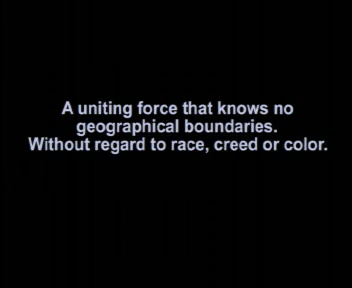 A uniting force that knows no
geographical boundaries.
Without regard to race, creed or color.